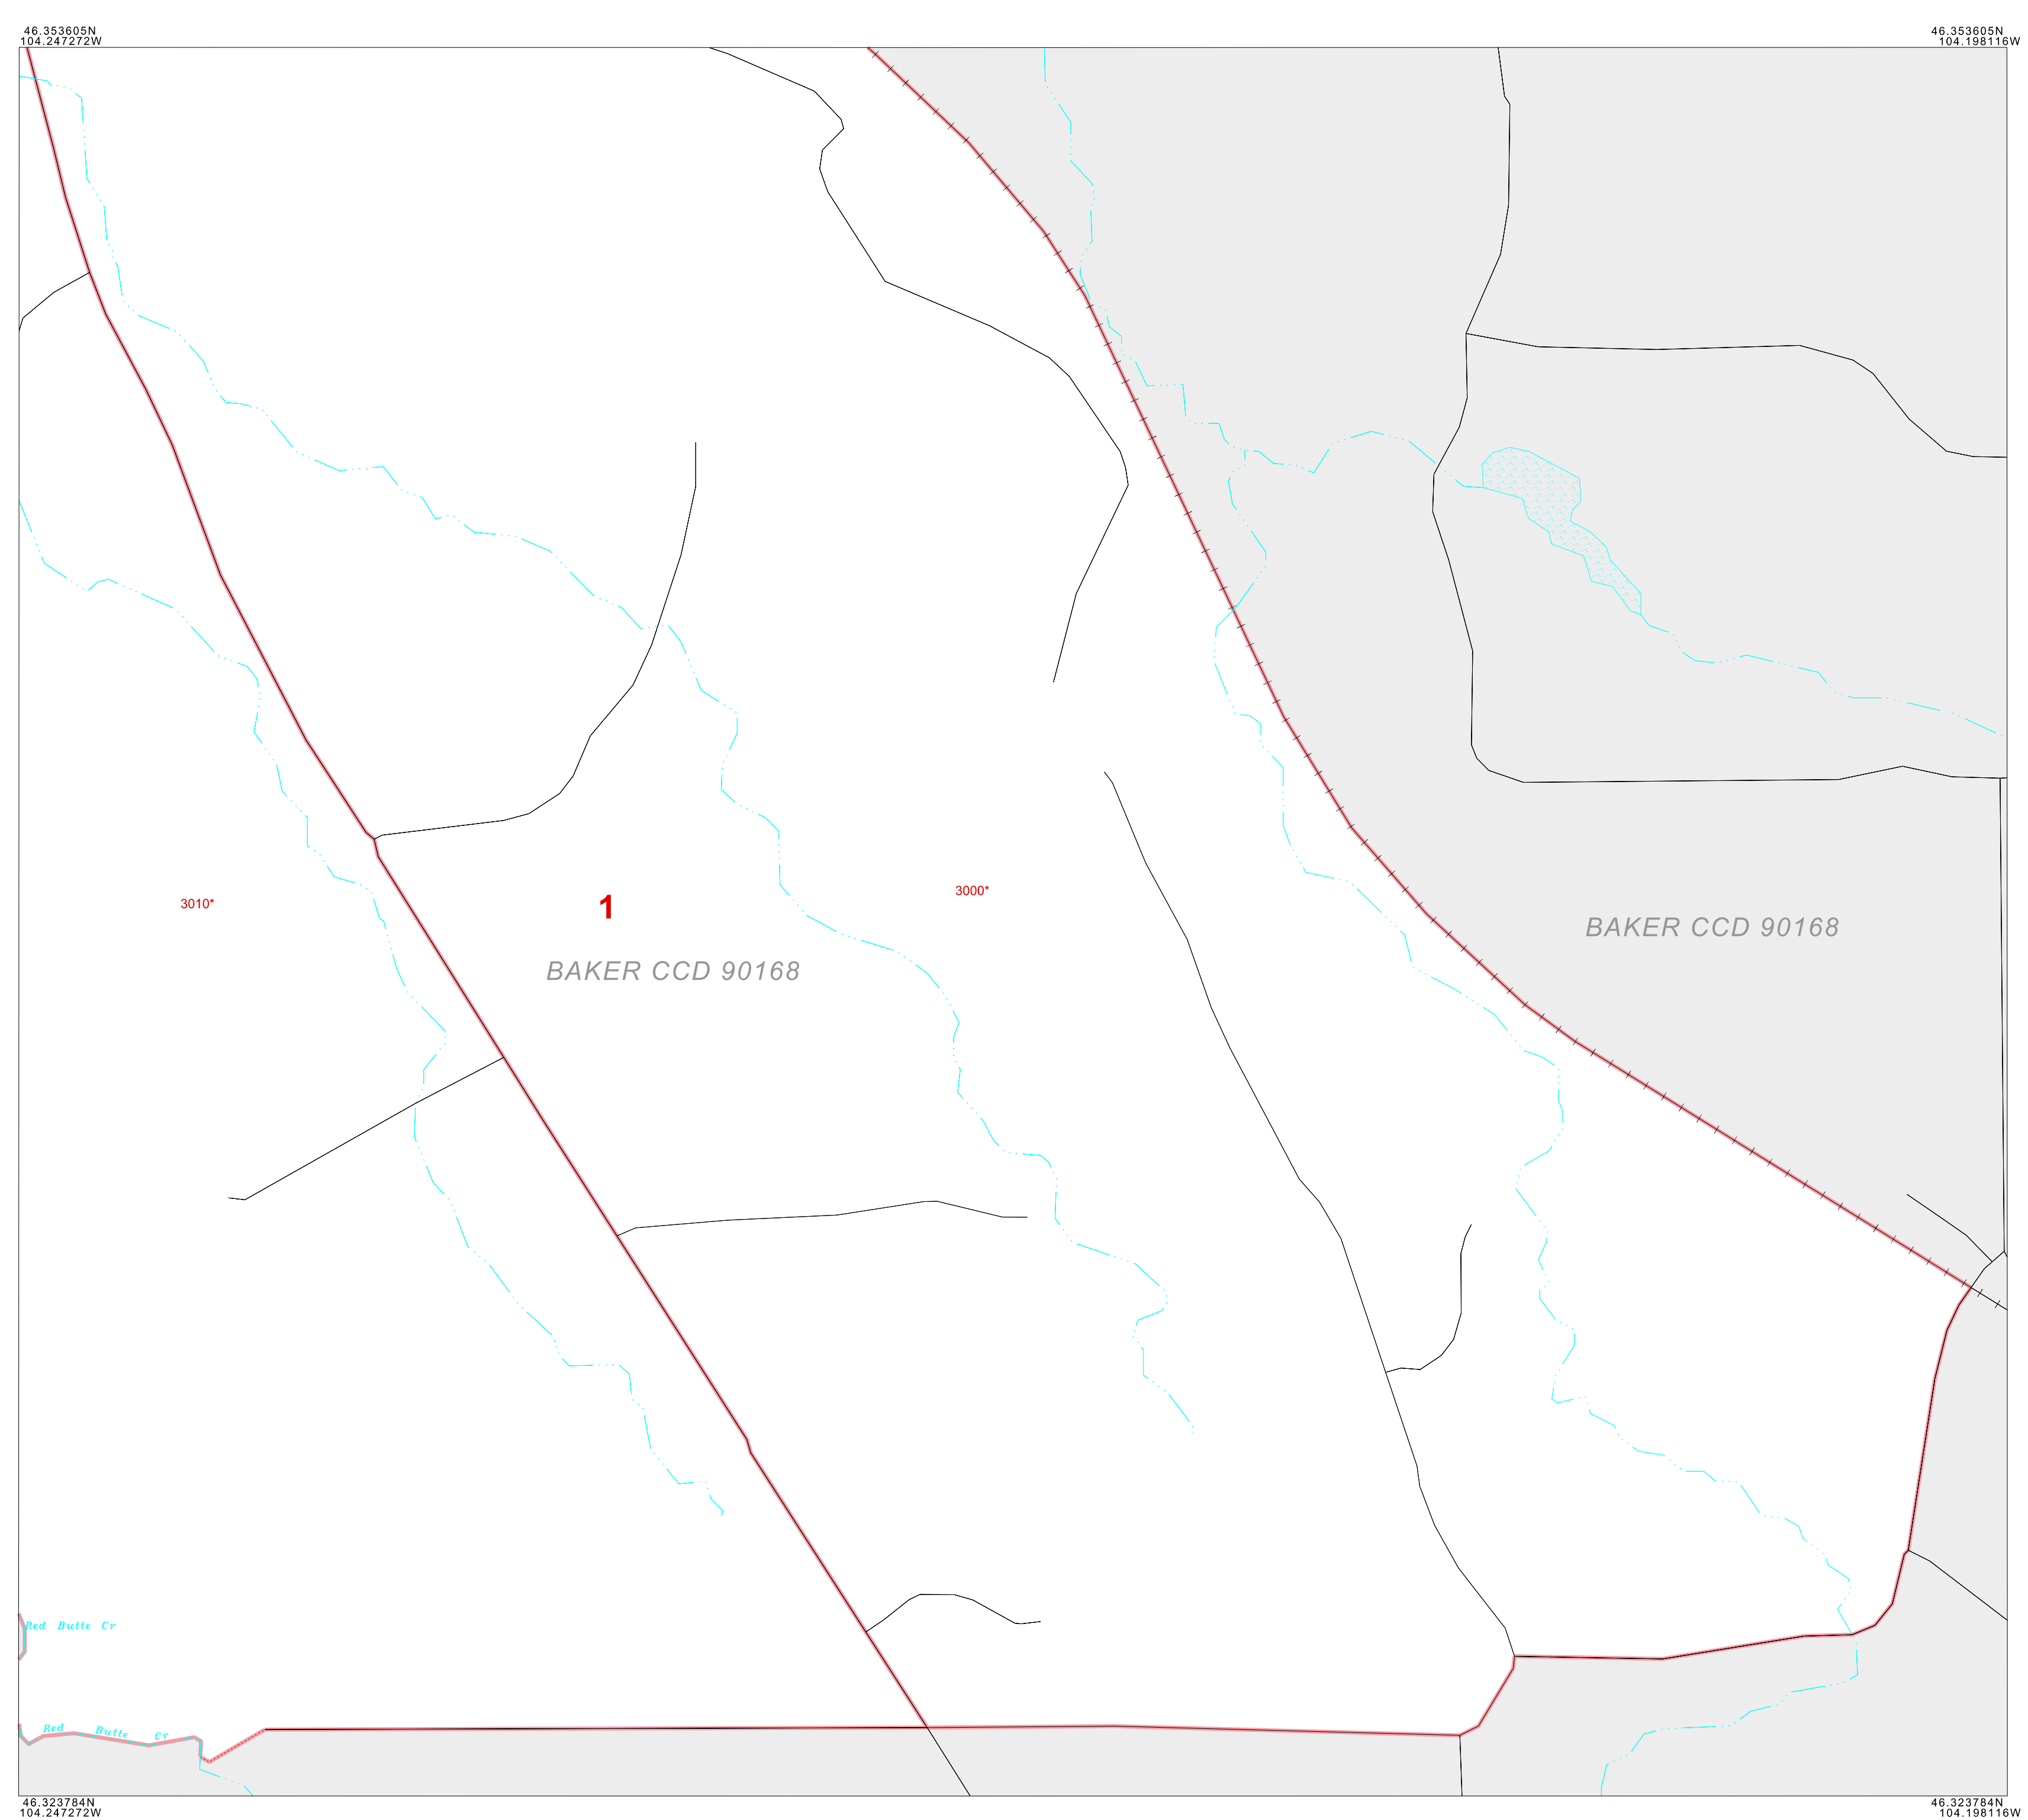 46.353605N
104.247272W
46.353605N
104.198116W
3010*
1
3000*
BAKER CCD 90168
BAKER CCD 90168
Red Butte Cr
Red Butte Cr
46.323784N
104.247272W
46.323784N
104.198116W